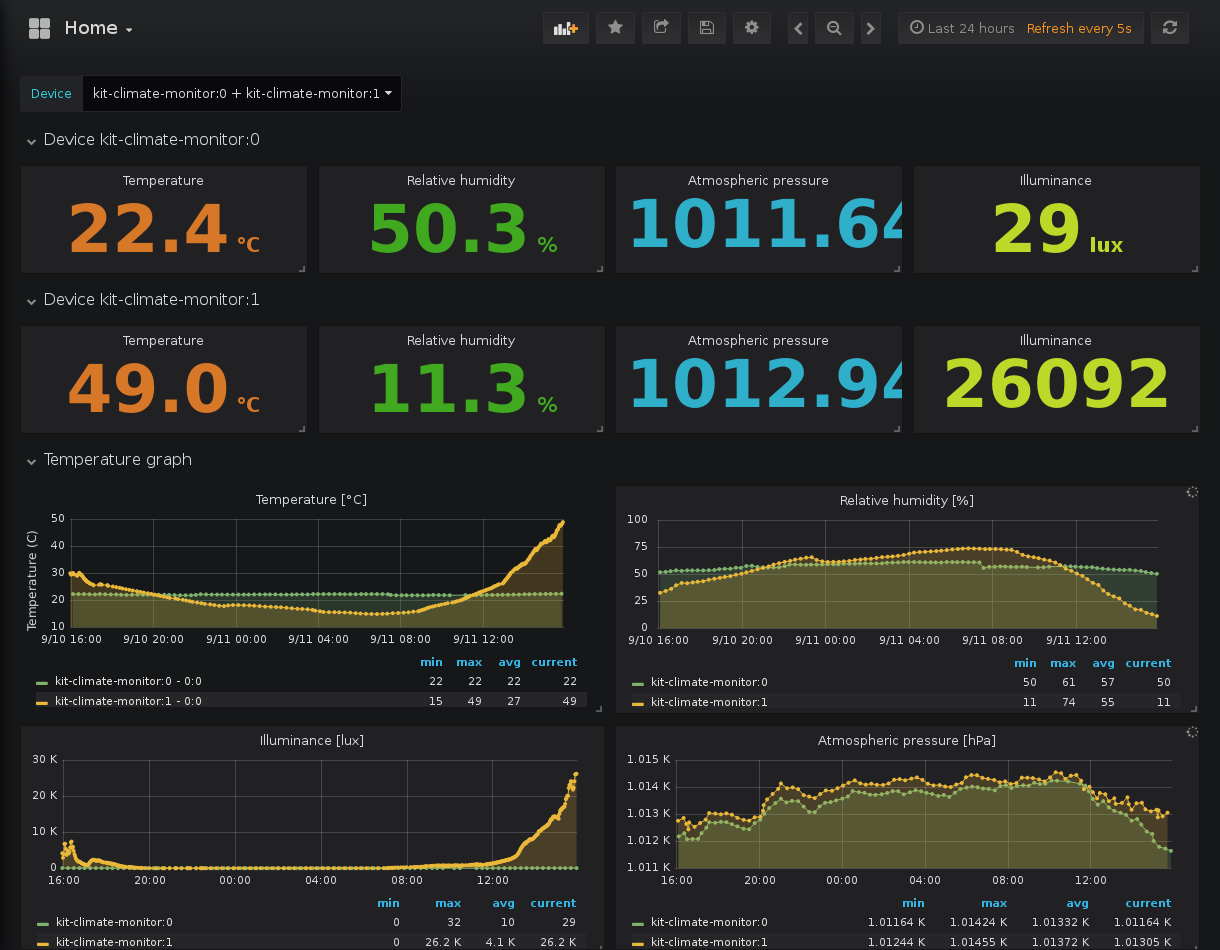 Home
Last 24 hours Refresh every 5s
Device kit-climate-monitor:0 + kit-climate-monitor:1
Device kit-climate-monitor:0
Temperature Relative humidity Atmospheric pressure Illuminance
22.4 °C 50.3 % 1011.64 29 lux
Device kit-climate-monitor:1
Temperature Relative humidity Atmospheric pressure Illuminance
49.0 °C 11.3 % 1012.94 26092
Temperature graph
Temperature [°C]
Temperature (C)
50
40
30
20
10
9/10 16:00 9/10 20:00 9/11 00:00 9/11 04:00 9/11 08:00 9/11 12:00
min max avg current
kit-climate-monitor:0 - 0:0 22 22 22 22
kit-climate-monitor:1 - 0:0 15 49 27 49
Relative humidity [%]
100
75
50
25
0
9/10 16:00 9/10 20:00 9/11 00:00 9/11 04:00 9/11 08:00 9/11 12:00
min max avg current
kit-climate-monitor:0 50 61 57 50
kit-climate-monitor:1 11 74 55 11
Illuminance [lux]
30 K
20 K
10 K
0
16:00 20:00 00:00 04:00 08:00 12:00
min max avg current
kit-climate-monitor:0 0 32 10 29
kit-climate-monitor:1 0 26.2 K 4.1 K 26.2 K
Atmospheric pressure [hPa]
1.015 K
1.014 K
1.013 K
1.012 K
1.011 K
16:00 20:00 00:00 04:00 08:00 12:00
min max avg current
kit-climate-monitor:0 1.01164 K 1.01424 K 1.01332 K 1.01164 K
kit-climate-monitor:1 1.01244 K 1.01455 K 1.01372 K 1.01305 K